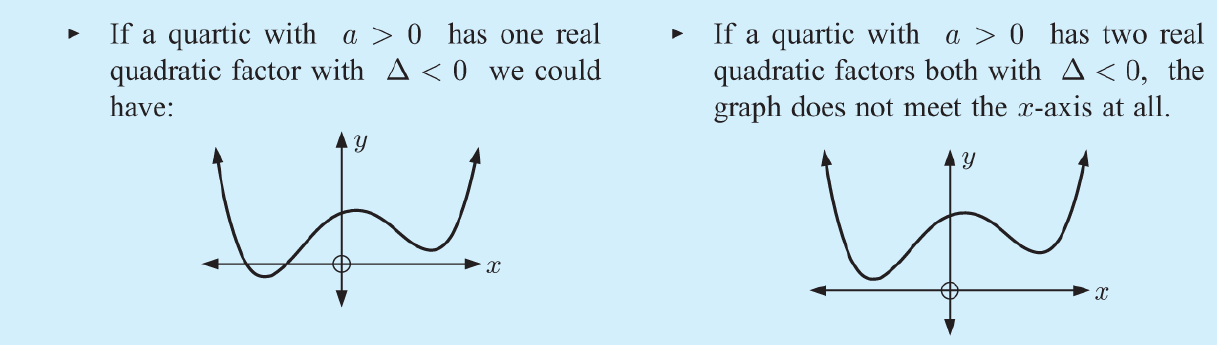 ► If a quartic with a > 0 has one real
quadratic factor with Δ < 0 we could
have:
y
x
► If a quartic with a > 0 has two real
quadratic factors both with Δ < 0, the
graph does not meet the x-axis at all.
y
x